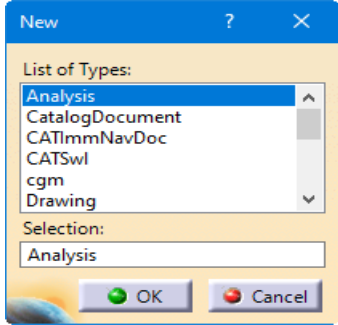 New ?
List of Types:
Analysis
CatalogDocument
CATImmNavDoc
CATSwl
cgm
Drawing
Selection:
Analysis
OK Cancel